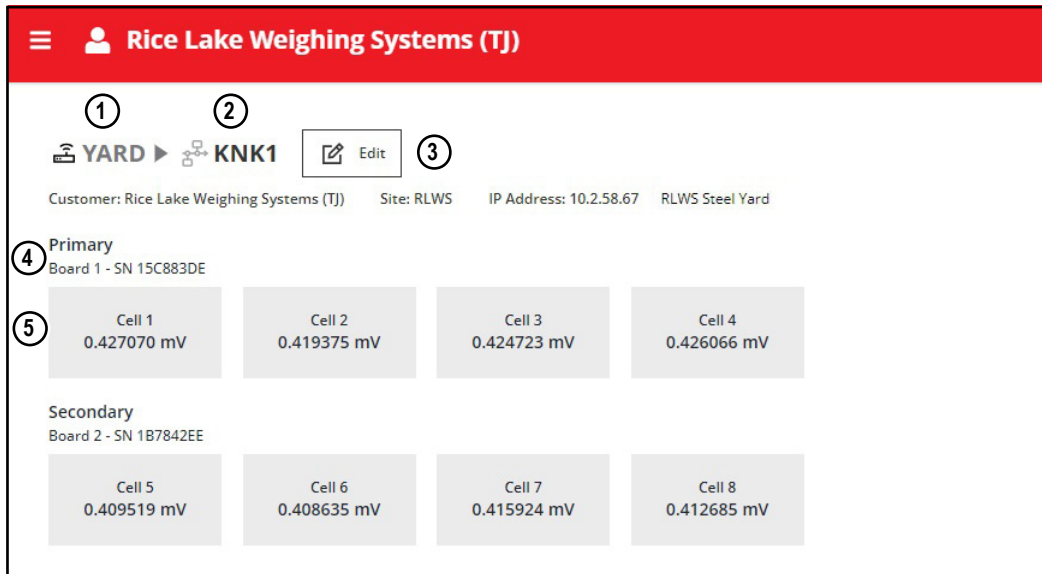 Rice Lake Weighing Systems (TJ)
1 2
YARD KNK1 Edit 3
Customer: Rice Lake Weighing Systems (TJ) Site: RLWS IP Address: 10.2.58.67 RLWS Steel Yard
Primary
4 Board 1 - SN 15C883DE
Cell 1 Cell 2 Cell 3 Cell 4
5 0.427070 mV 0.419375 mV 0.424723 mV 0.426066 mV
Secondary
Board 2 - SN 1B7842EE
Cell 5 Cell 6 Cell 7 Cell 8
0.409519 mV 0.408635 mV 0.415924 mV 0.412685 mV